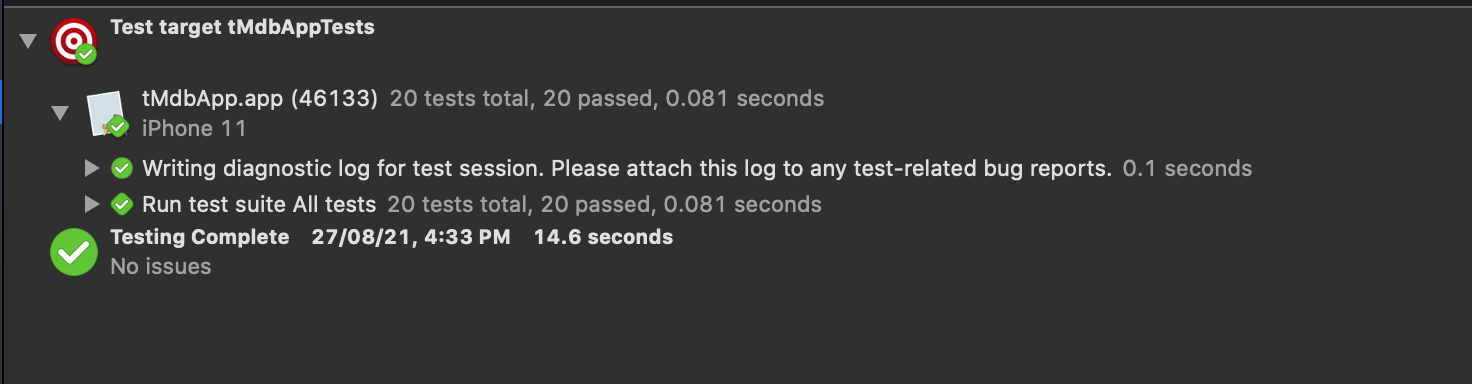 Test target tMdbAppTests
tMdbApp.app (46133) 20 tests total, 20 passed, 0.081 seconds
iPhone 11
Writing diagnostic log for test session. Please attach this log to any test-related bug reports. 0.1 seconds
Run test suite All tests 20 tests total, 20 passed, 0.081 seconds
Testing Complete 27/08/21, 4:33 PM 14.6 seconds
No issues